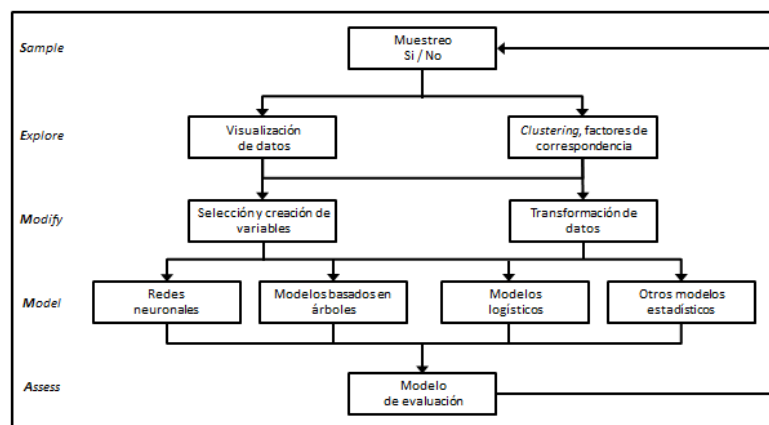 Sample
Muestreo
Si / No
Explore
Visualización
de datos
Clustering, factores de
correspondencia
Modify
Selección y creación de
variables
Transformación de
datos
Model
Redes
neuronales
Modelos basados en
árboles
Modelos
logísticos
Otros modelos
estadísticos
Assess
Modelo
de evaluación